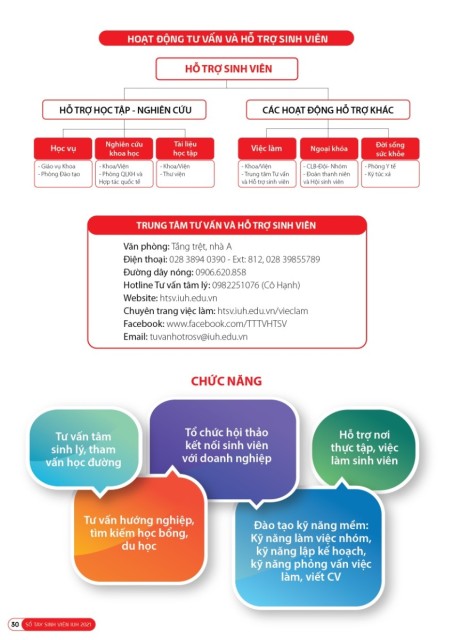 HOẠT ĐỘNG TƯ VẤN VÀ HỖ TRỢ SINH VIÊN
HỖ TRỢ SINH VIÊN
HỖ TRỢ HỌC TẬP - NGHIÊN CỨU
CÁC HOẠT ĐỘNG HỖ TRỢ KHÁC
Học vụ
- Giáo vụ Khoa
- Phòng Đào tạo
Nghiên cứu
khoa học
- Khoa/Viện
- Phòng QLKH và
Hợp tác quốc tế
Tài liệu
học tập
- Khoa/Viện
- Thư viện
Việc làm
- Khoa/Viện
- Trung tâm Tư vấn
và Hỗ trợ sinh viên
Ngoại khóa
- CLB-Đội- Nhóm
- Đoàn thanh niên
và Hội sinh viên
Đời sống
sức khỏe
- Phòng Y tế
- Ký túc xá
TRUNG TÂM TƯ VẤN VÀ HỖ TRỢ SINH VIÊN
Văn phòng: Tầng trệt, nhà A
Điện thoại: 028 3894 0390 - Ext: 812, 028 39855789
Đường dây nóng: 0906.620.858
Hotline Tư vấn tâm lý: 0982251076 (Cô Hạnh)
Website: htsv.iuh.edu.vn
Chuyên trang việc làm: htsv.iuh.edu.vn/vieclam
Facebook: www.facebook.com/TTTVHTSV
Email: tuvanhotrosv@iuh.edu.vn
CHỨC NĂNG
Tư vấn tâm
sinh lý, tham
vấn học đường
Tổ chức hội thảo
kết nối sinh viên
với doanh nghiệp
Hỗ trợ nơi
thực tập, việc
làm sinh viên
Tư vấn hướng nghiệp,
tìm kiếm học bổng,
du học
Đào tạo kỹ năng mềm:
Kỹ năng làm việc nhóm,
kỹ năng lập kế hoạch,
kỹ năng phỏng vấn việc
làm, viết CV
50 SỔ TAY SINH VIÊN IUH 2021